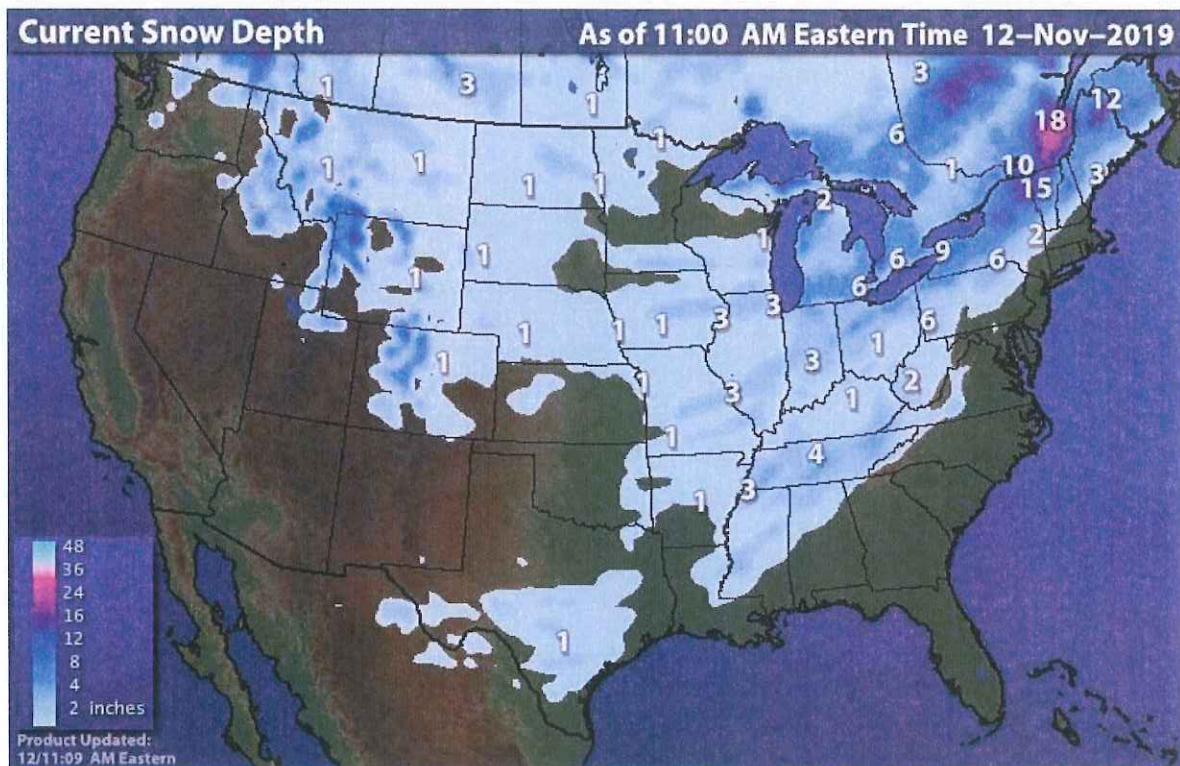 Current Snow Depth As of 11:00 AM Eastern Time 12-Nov-2019
1 3 1 3 12
18
6
1
1 1 1 1 1 10
15 3
2
1 1 2
6 9 6
1 6
3 3 6
1 1 1
1 3 1 2
1 3 1
1 4
1 3
1
48
36
24
16
12
8
4
2 inches
Product Updated:
12/11:09 AM Eastern